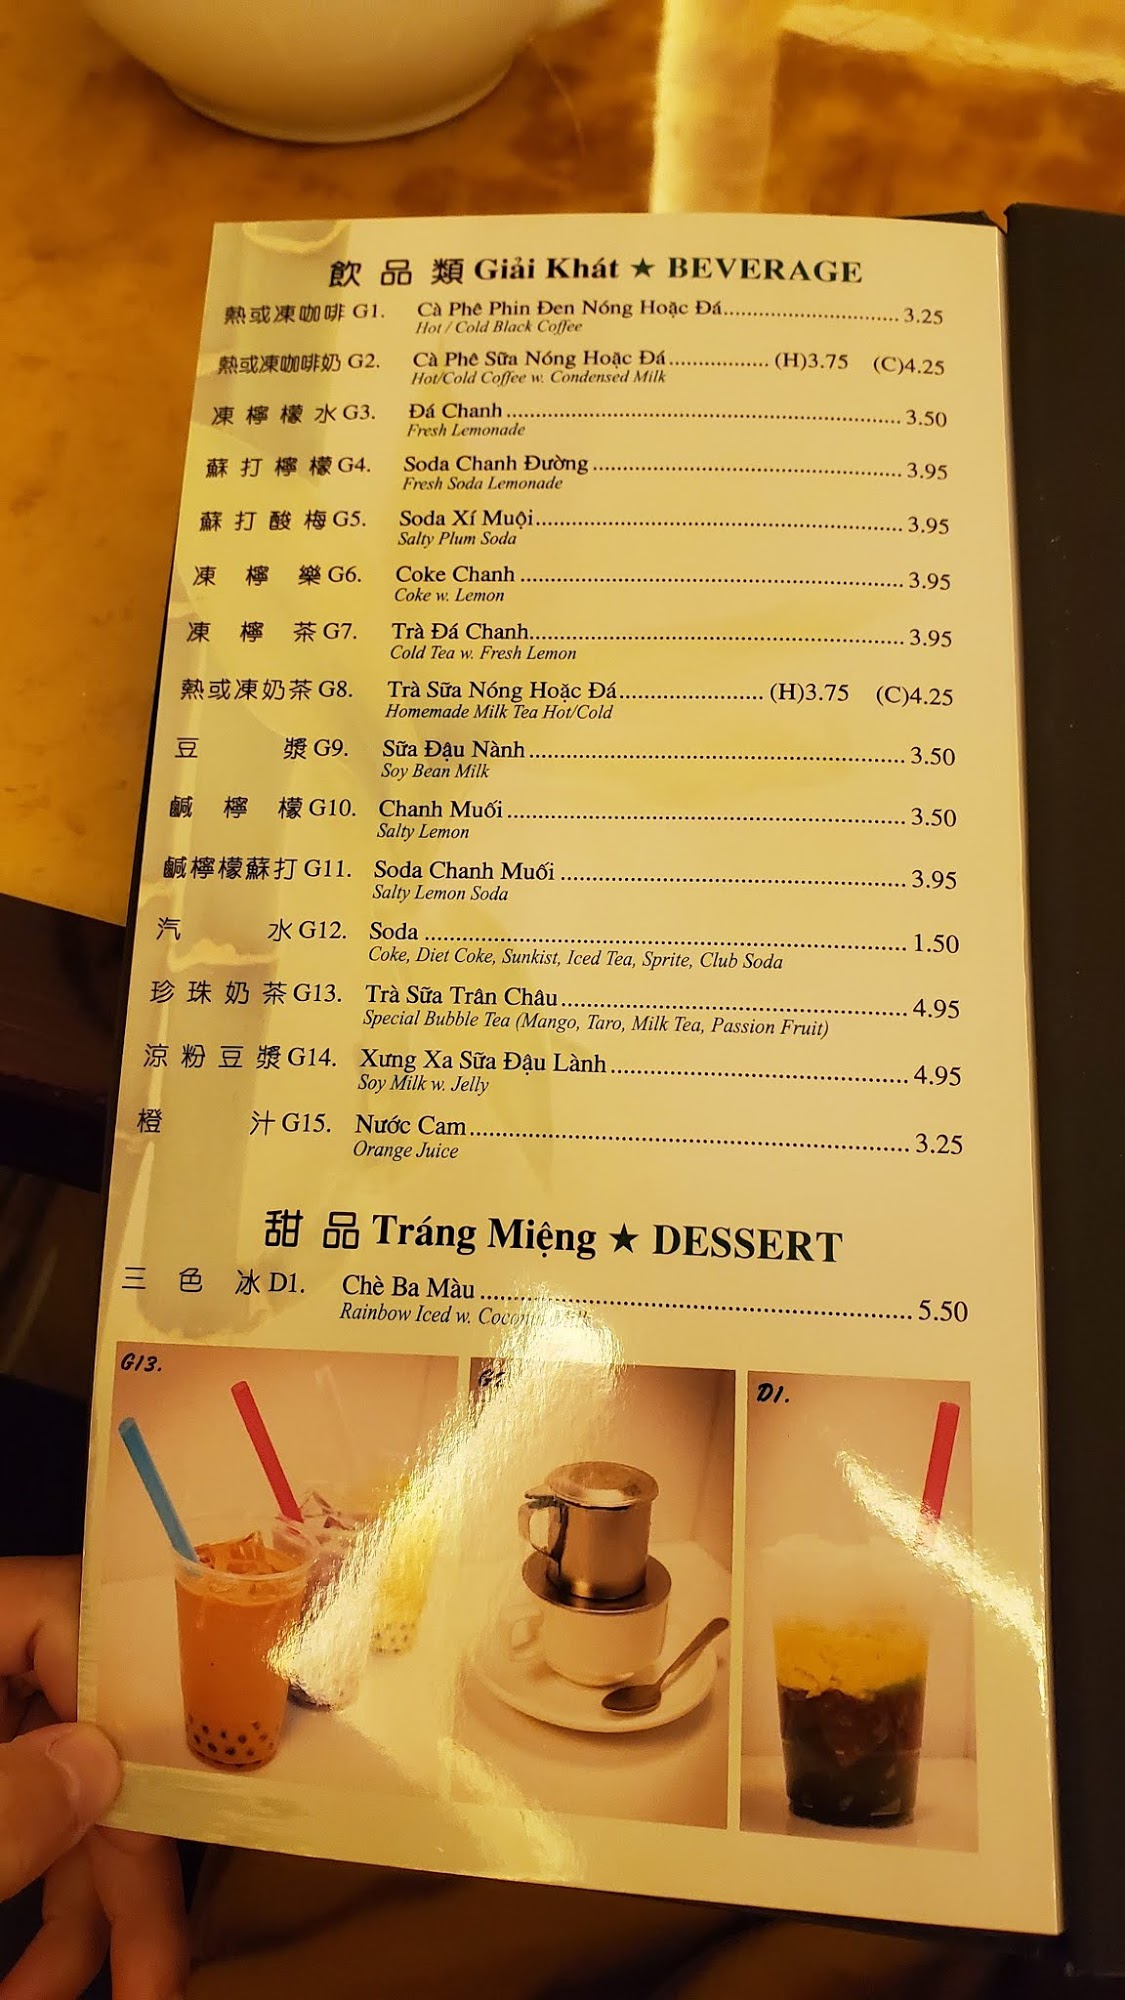 飲 品 類 Giải Khát ★ BEVERAGE
熱或凍咖啡 G1. Cà Phê Phin Đen Nóng Hoặc Đá.............................. 3.25
Hot / Cold Black Coffee
熱或凍咖啡奶 G2. Cà Phê Sữa Nóng Hoặc Đá................. (H)3.75 (C)4.25
Hot/Cold Coffee w. Condensed Milk
凍 檸 檬 水 G3. Đá Chanh .................................................................. 3.50
Fresh Lemonade
蘇 打 檸 檬 G4. Soda Chanh Đường.................................................... 3.95
Fresh Soda Lemonade
蘇 打 酸 梅 G5. Soda Xí Muội.............................................................. 3.95
Salty Plum Soda
凍 檸 樂 G6. Coke Chanh ................................................................ 3.95
Coke w. Lemon
凍 檸 茶 G7. Trà Đá Chanh.............................................................. 3.95
Cold Tea w. Fresh Lemon
熱或凍奶茶 G8. Trà Sữa Nóng Hoặc Đá........................ (H)3.75 (C)4.25
Homemade Milk Tea Hot/Cold
豆 漿 G9. Sữa Đậu Nành .............................................................. 3.50
Soy Bean Milk
鹹 檸 檬 G10. Chanh Muối ................................................................. 3.50
Salty Lemon
鹹檸檬蘇打 G11. Soda Chanh Muối ......................................................... 3.95
Salty Lemon Soda
汽 水 G12. Soda ............................................................................... 1.50
Coke, Diet Coke, Sunkist, Iced Tea, Sprite, Club Soda
珍 珠 奶 茶 G13. Trà Sữa Trân Châu......................................................... 4.95
Special Bubble Tea (Mango, Taro, Milk Tea, Passion Fruit)
涼 粉 豆 漿 G14. Xưng Xa Sữa Đậu Lành................................................. 4.95
Soy Milk w. Jelly
橙 汁 G15. Nước Cam........................................................................ 3.25
Orange Juice
甜 品 Tráng Miệng ★ DESSERT
三 色 冰 D1. Chè Ba Màu ...................................................................... 5.50
Rainbow Iced w.
G13.
D1.